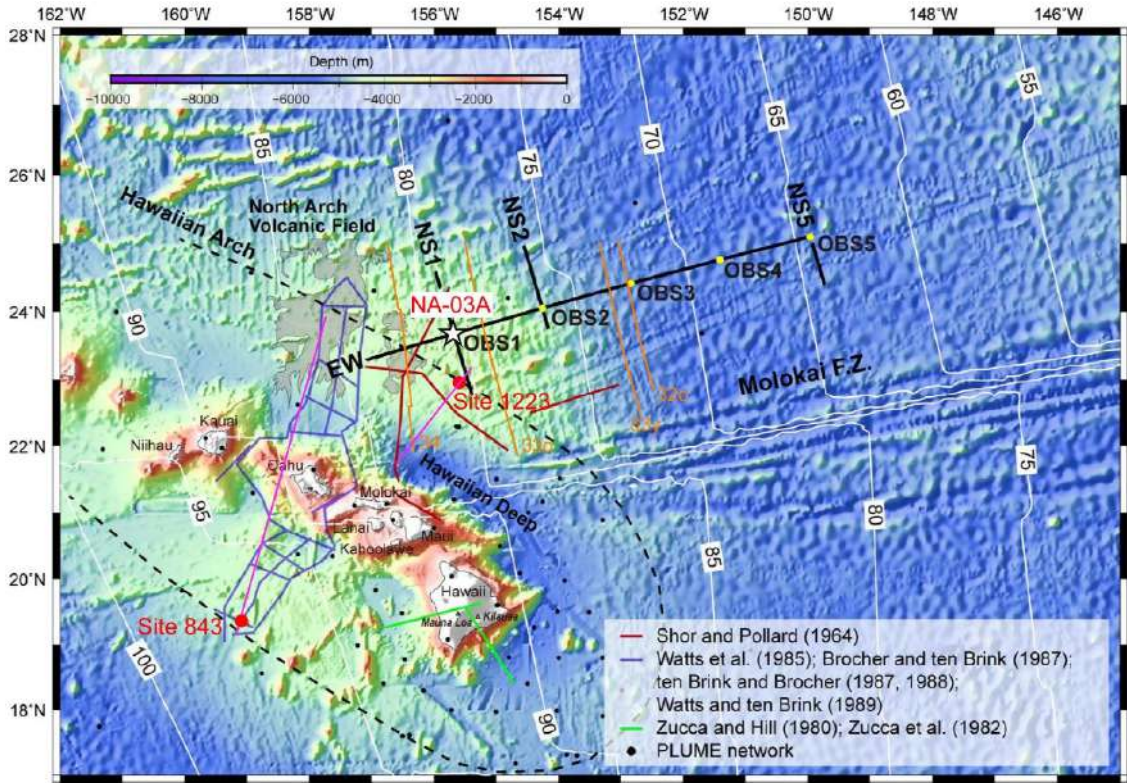 162°W
160°W
158°W
156°W
154°W
152°W
150°W
148°W
146°W
28°N
26°N
24°N
22°N
20°N
18°N
Depth (m)
−10000
−8000
−6000
−4000
−2000
0
85
80
75
70
65
60
55
Hawaiian Arch
North Arch
Volcanic Field
NS1
NS2
NS5
OBS5
OBS4
OBS3
OBS2
NA-03A
OBS1
EW
90
Site 1223
Molokai F.Z.
Kauai
Niihau
Oahu
Molokai
Lanai
Maui
Kahoolawe
Hawaiian Deep
95
75
80
85
Hawaii
Mauna Loa
Kilauea
Site 843
100
90
Shor and Pollard (1964)
Watts et al. (1985); Brocher and ten Brink (1987);
ten Brink and Brocher (1987, 1988);
Watts and ten Brink (1989)
Zucca and Hill (1980); Zucca et al. (1982)
PLUME network